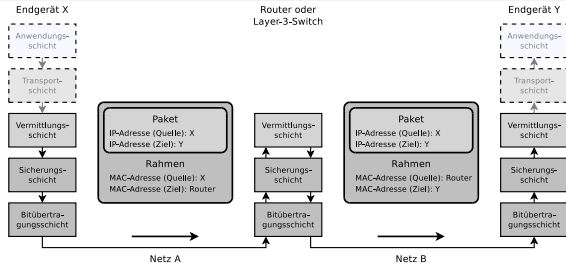 Endgerät X
Anwendungs-
schicht
Transport-
schicht
Vermittlungs-
schicht
Sicherungs-
schicht
Bitübertra-
gungsschicht
Paket
IP-Adresse (Quelle): X
IP-Adresse (Ziel): Y
Rahmen
MAC-Adresse (Quelle): X
MAC-Adresse (Ziel): Router
Netz A
Router oder
Layer-3-Switch
Vermittlungs-
schicht
Sicherungs-
schicht
Bitübertra-
gungsschicht
Paket
IP-Adresse (Quelle): X
IP-Adresse (Ziel): Y
Rahmen
MAC-Adresse (Quelle): Router
MAC-Adresse (Ziel): Y
Netz B
Endgerät Y
Anwendungs-
schicht
Transport-
schicht
Vermittlungs-
schicht
Sicherungs-
schicht
Bitübertra-
gungsschicht